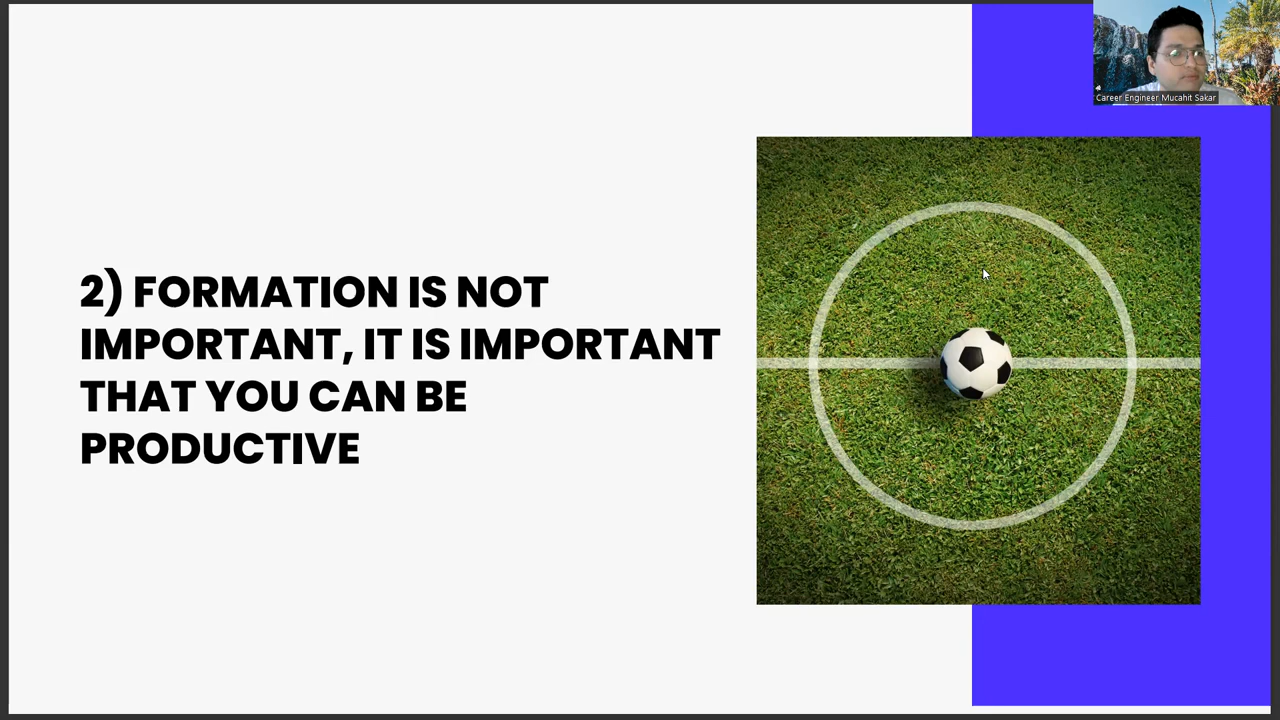 Career Engineer Mucahit Sakar
2) FORMATION IS NOT
IMPORTANT, IT IS IMPORTANT
THAT YOU CAN BE
PRODUCTIVE